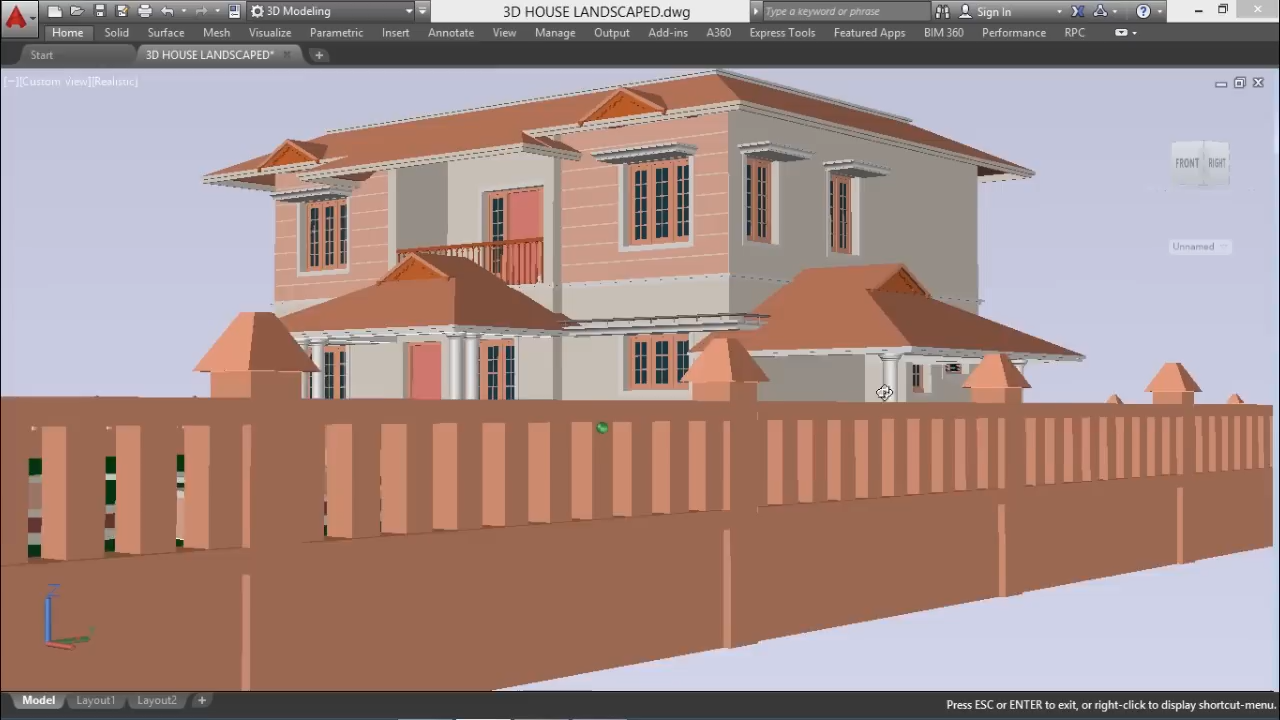 3D Modeling
3D HOUSE LANDSCAPED.dwg
Type a keyword or phrase
Sign In
Home Solid Surface Mesh Visualize Parametric Insert Annotate View Manage Output Add-ins A360 Express Tools Featured Apps BIM 360 Performance RPC
Start
3D HOUSE LANDSCAPED*
[−][Custom View][Realistic]
FRONT RIGHT
Unnamed
Z
Y
Model Layout1 Layout2
Press ESC or ENTER to exit, or right-click to display shortcut-menu.